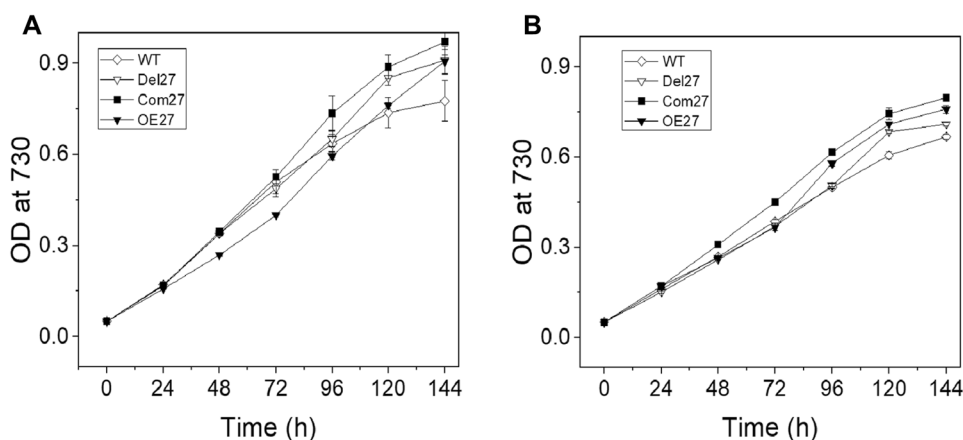 A
WT
Del27
Com27
OE27
OD at 730
0.9
0.6
0.3
0.0
0 24 48 72 96 120 144
Time (h)
B
WT
Del27
Com27
OE27
OD at 730
0.9
0.6
0.3
0.0
0 24 48 72 96 120 144
Time (h)